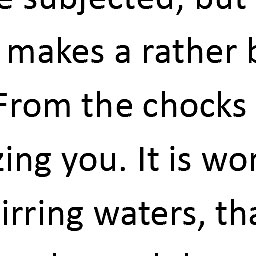 subjected, but
makes a rather
From the chocks
zing you. It is wor
irring waters, tha